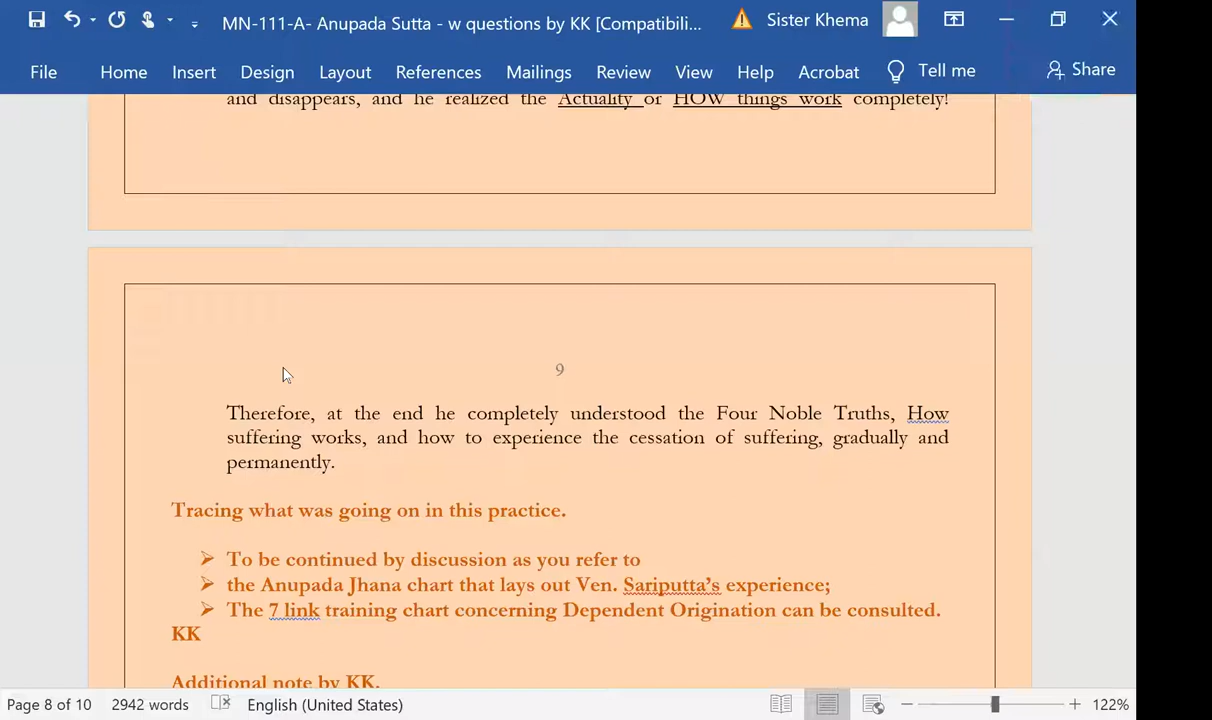 MN-111-A- Anupada Sutta - w questions by KK [Compatibili... Sister Khema
File Home Insert Design Layout References Mailings Review View Help Acrobat Tell me Share
and disappears, and he realized the Actuality or HOW things work completely!
9
Therefore, at the end he completely understood the Four Noble Truths, How
suffering works, and how to experience the cessation of suffering, gradually and
permanently.
Tracing what was going on in this practice.
➢ To be continued by discussion as you refer to
➢ the Anupada Jhana chart that lays out Ven. Sariputta's experience;
➢ The 7 link training chart concerning Dependent Origination can be consulted.
KK
Additional note by KK.
Page 8 of 10 2942 words English (United States) 122%